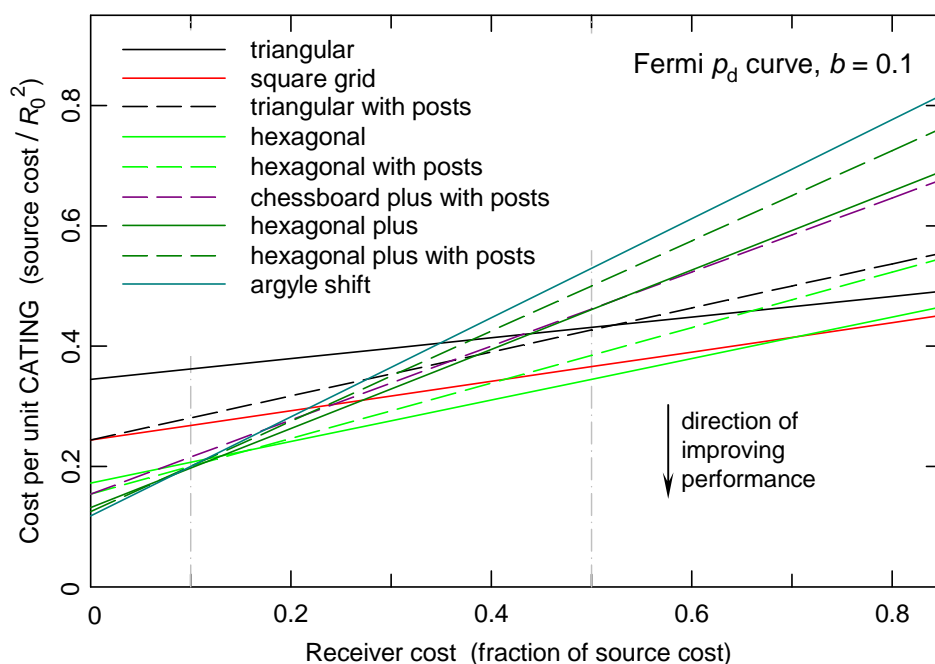 triangular
square grid
triangular with posts
hexagonal
hexagonal with posts
chessboard plus with posts
hexagonal plus
hexagonal plus with posts
argyle shift
Fermi p_d curve, b = 0.1
direction of
improving
performance
Cost per unit CATING (source cost / R_0^2)
0
0.2
0.4
0.6
0.8
0
0.2
0.4
0.6
0.8
Receiver cost (fraction of source cost)